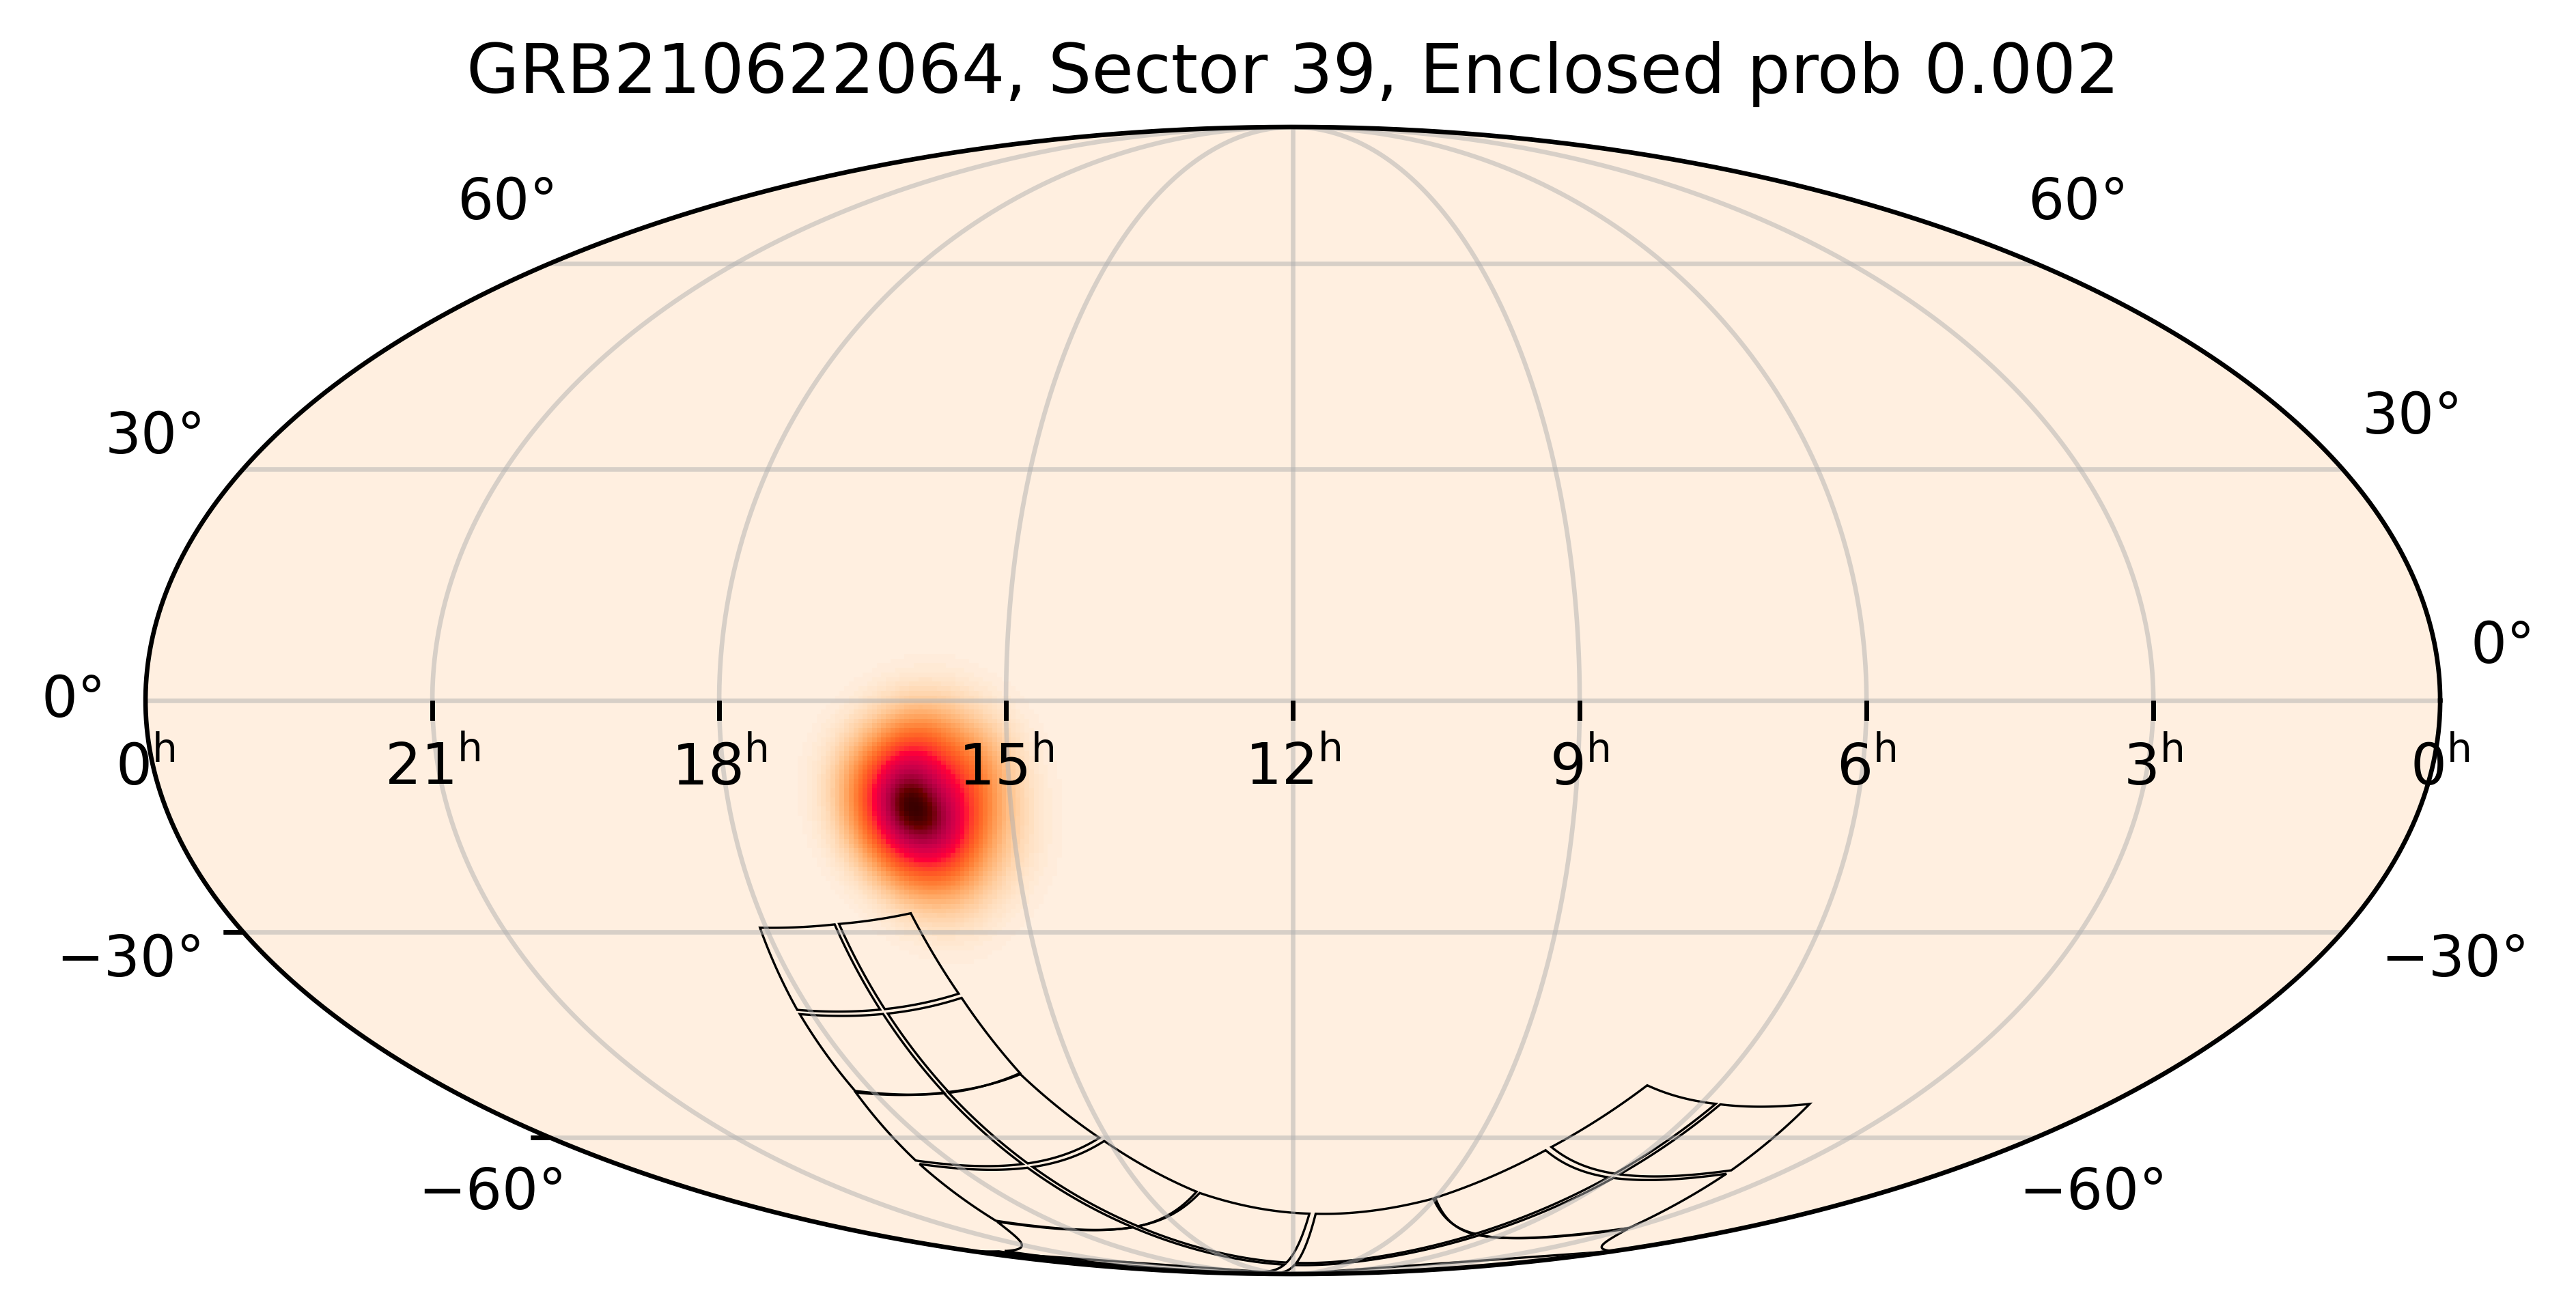 GRB210622064, Sector 39, Enclosed prob 0.002
60° 60°
30° 30°
0° 0°
0ʰ 21ʰ 18ʰ 15ʰ 12ʰ 9ʰ 6ʰ 3ʰ 0ʰ
−30° −30°
−60° −60°